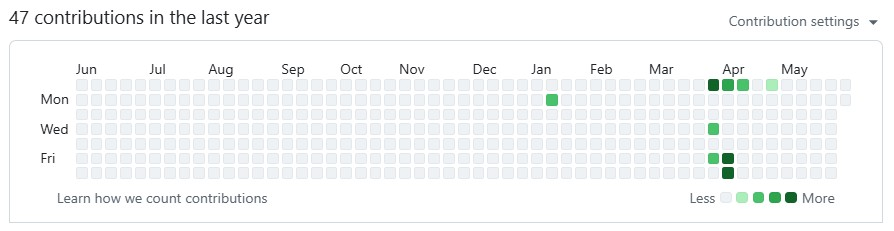 47 contributions in the last year
Contribution settings
Jun Jul Aug Sep Oct Nov Dec Jan Feb Mar Apr May
Mon
Wed
Fri
Learn how we count contributions
Less More